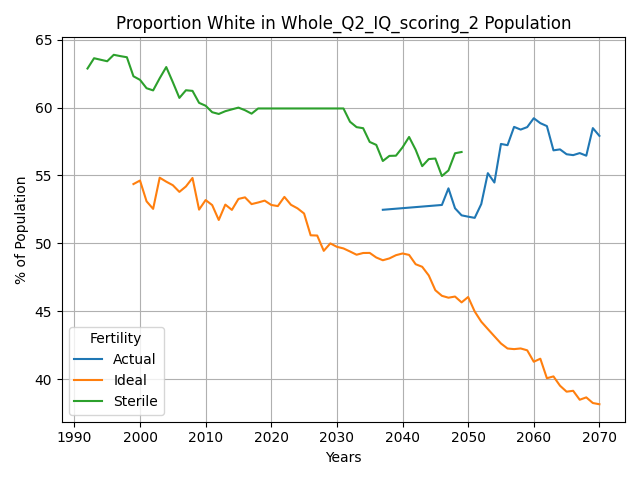 Proportion White in Whole_Q2_IQ_scoring_2 Population
% of Population
65
60
55
50
45
40
Fertility
Actual
Ideal
Sterile
1990 2000 2010 2020 2030 2040 2050 2060 2070
Years